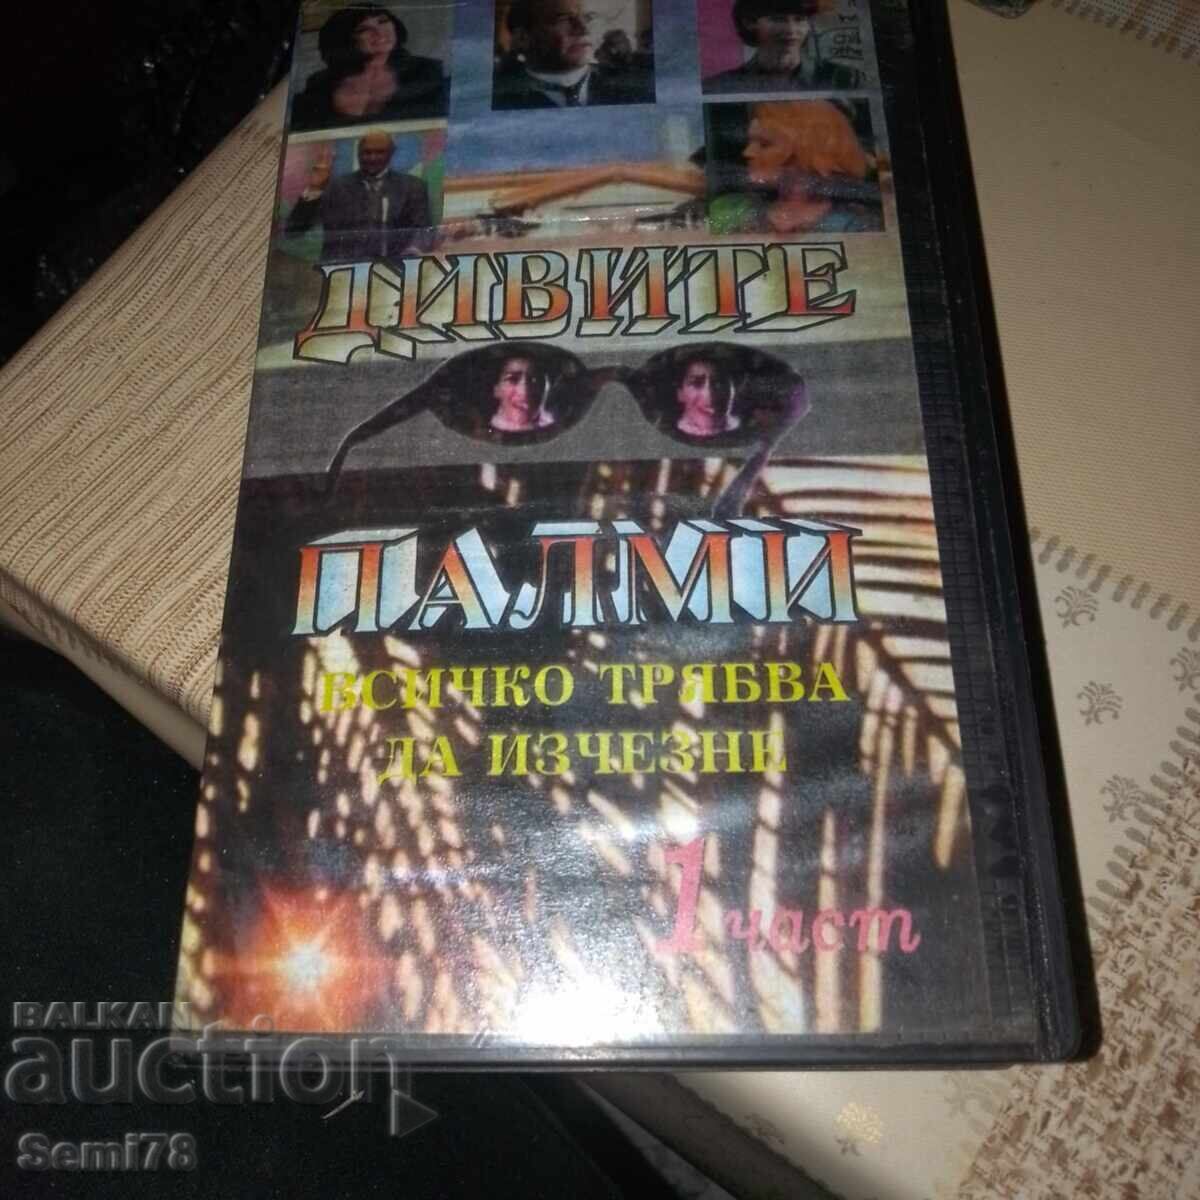 ДИВИТЕ
ПАЛМИ
ВСИЧКО ТРЯБВА
ДА ИЗЧЕЗНЕ
1 част
BALKAN
auction
Semi78